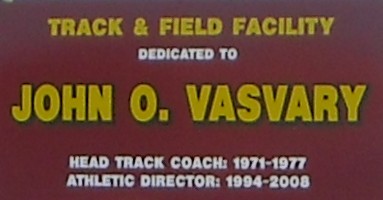 TRACK & FIELD FACILITY
DEDICATED TO
JOHN O. VASVARY
HEAD TRACK COACH: 1971-1977
ATHLETIC DIRECTOR: 1994-2008